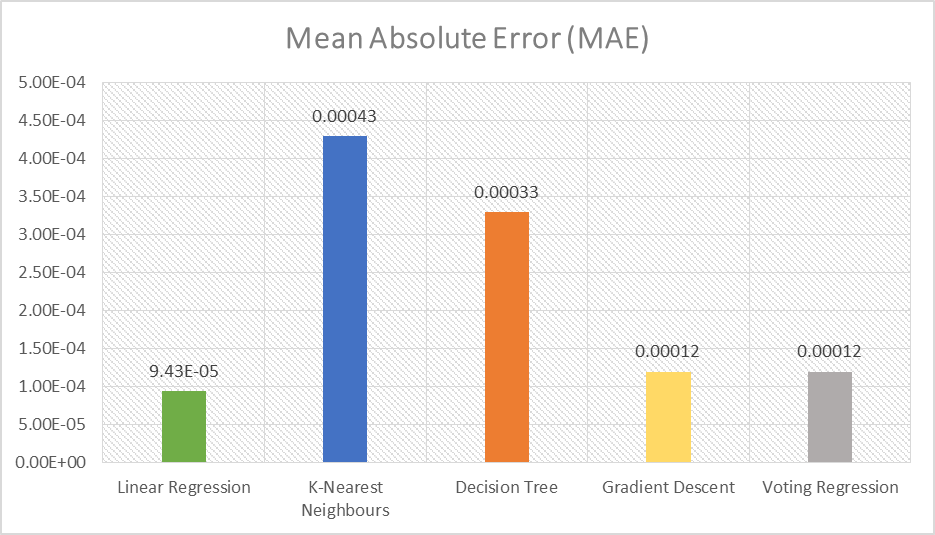 Mean Absolute Error (MAE)
5.00E-04
4.50E-04
4.00E-04
3.50E-04
3.00E-04
2.50E-04
2.00E-04
1.50E-04
1.00E-04
5.00E-05
0.00E+00
9.43E-05
0.00043
0.00033
0.00012
0.00012
Linear Regression
K-Nearest
Neighbours
Decision Tree
Gradient Descent
Voting Regression